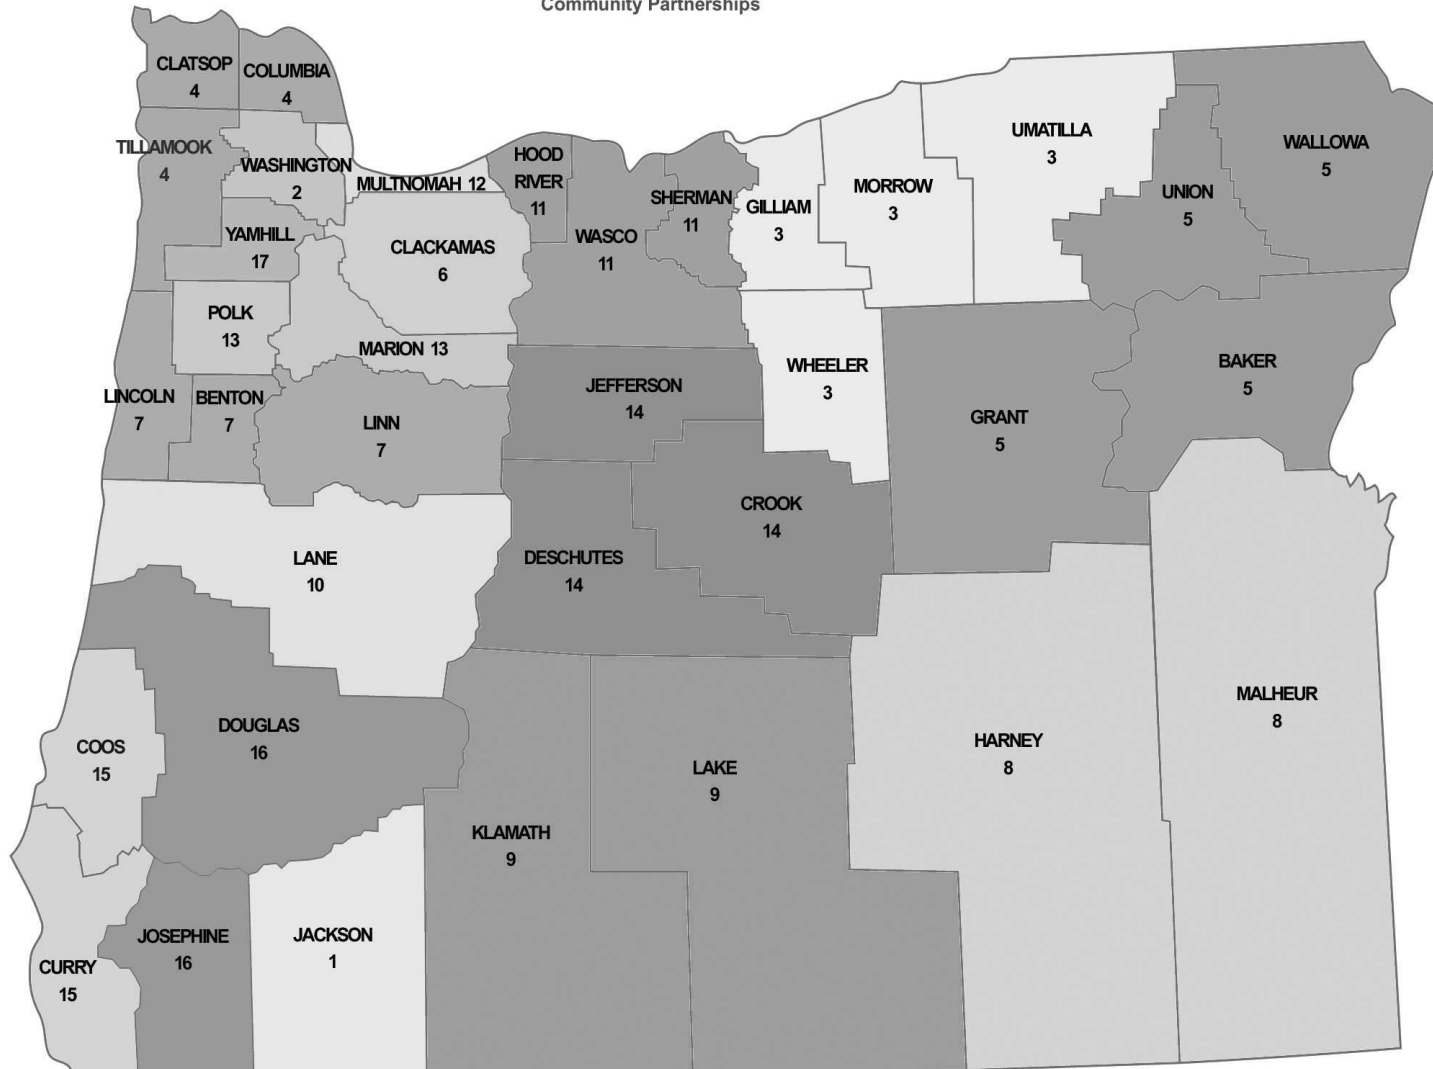 Community Partnerships
CLATSOP
4
COLUMBIA
4
TILLAMOOK
4
WASHINGTON
2
MULTNOMAH 12
HOOD
RIVER
11
SHERMAN
11
WASCO
11
GILLIAM
3
MORROW
3
UMATILLA
3
UNION
5
WALLOWA
5
YAMHILL
17
CLACKAMAS
6
POLK
13
MARION 13
LINCOLN
7
BENTON
7
LINN
7
JEFFERSON
14
WHEELER
3
GRANT
5
BAKER
5
LANE
10
DESCHUTES
14
CROOK
14
COOS
15
DOUGLAS
16
KLAMATH
9
LAKE
9
HARNEY
8
MALHEUR
8
CURRY
15
JOSEPHINE
16
JACKSON
1